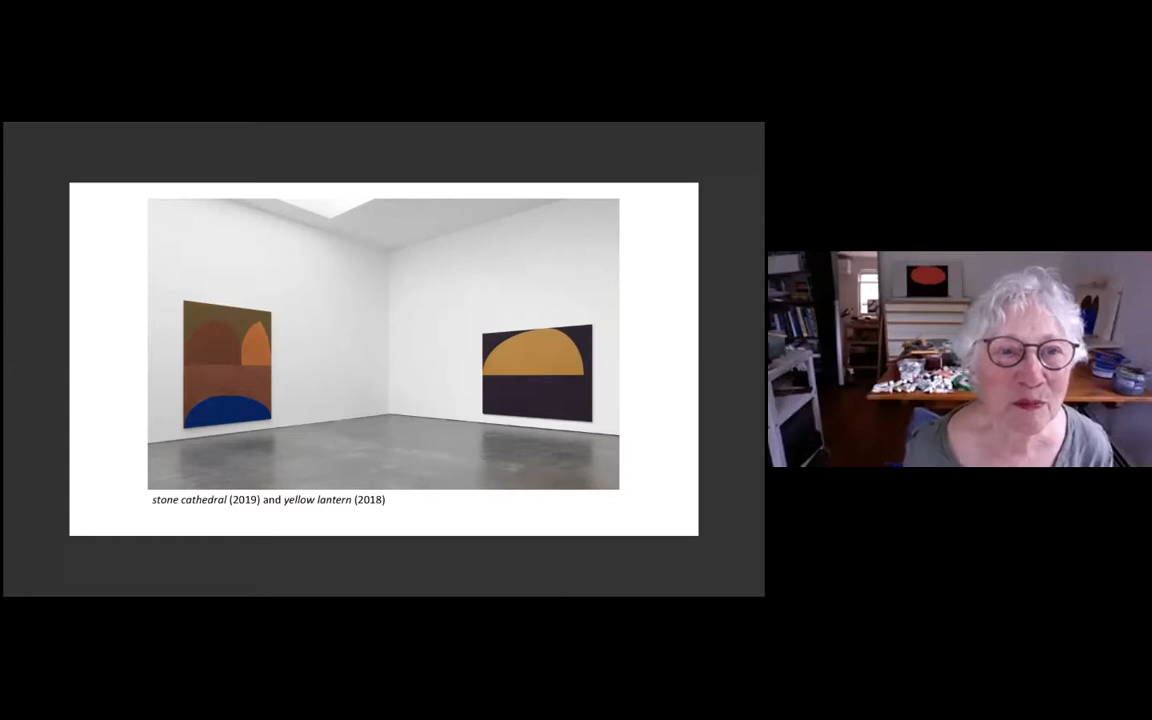 stone cathedral (2019) and yellow lantern (2018)